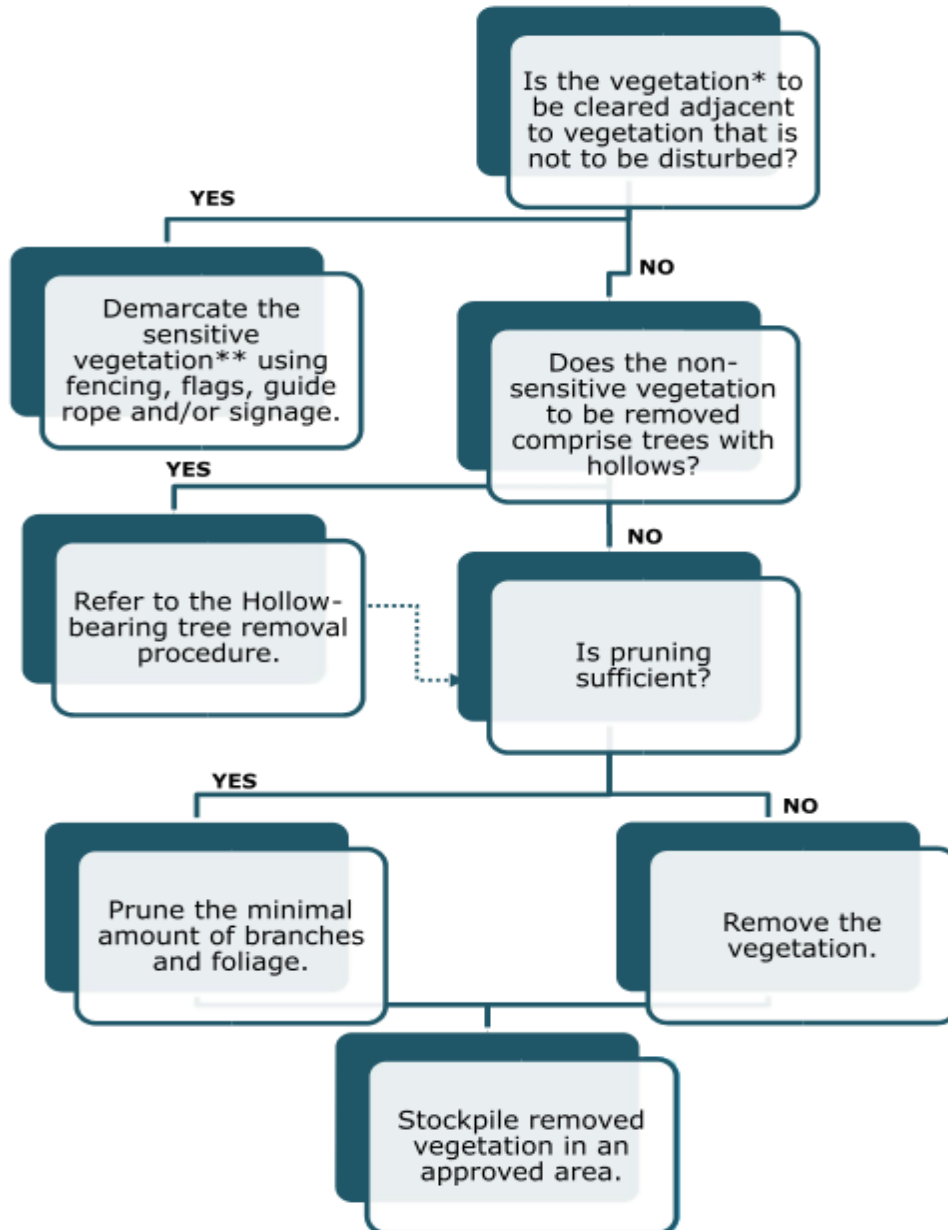 Is the vegetation* to
be cleared adjacent
to vegetation that is
not to be disturbed?
YES
NO
Demarcate the
sensitive
vegetation** using
fencing, flags, guide
rope and/or signage.
Does the non-
sensitive vegetation
to be removed
comprise trees with
hollows?
YES
NO
Refer to the Hollow-
bearing tree removal
procedure.
Is pruning
sufficient?
YES
NO
Prune the minimal
amount of branches
and foliage.
Remove the
vegetation.
Stockpile removed
vegetation in an
approved area.